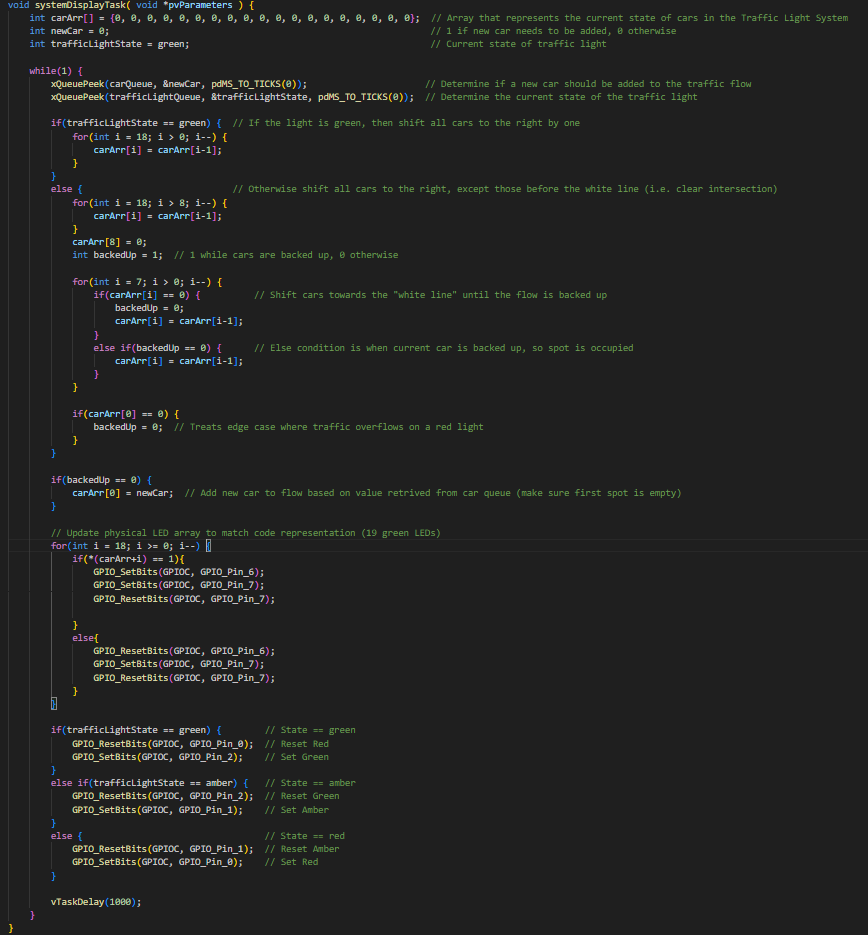 void systemDisplayTask( void *pvParameters ) {
    int carArr[] = {0, 0, 0, 0, 0, 0, 0, 0, 0, 0, 0, 0, 0, 0, 0, 0, 0, 0, 0};  // Array that represents the current state of cars in the Traffic Light System
    int newCar = 0;                                                            // 1 if new car needs to be added, 0 otherwise
    int trafficLightState = green;                                             // Current state of traffic light

    while(1) {
        xQueuePeek(carQueue, &newCar, pdMS_TO_TICKS(0));                      // Determine if a new car should be added to the traffic flow
        xQueuePeek(trafficLightQueue, &trafficLightState, pdMS_TO_TICKS(0));  // Determine the current state of the traffic light

        if(trafficLightState == green) {  // If the light is green, then shift all cars to the right by one
            for(int i = 18; i > 0; i--) {
                carArr[i] = carArr[i-1];
            }
        }
        else {                            // Otherwise shift all cars to the right, except those before the white line (i.e. clear intersection)
            for(int i = 18; i > 8; i--) {
                carArr[i] = carArr[i-1];
            }
            carArr[8] = 0;
            int backedUp = 1;  // 1 while cars are backed up, 0 otherwise

            for(int i = 7; i > 0; i--) {
                if(carArr[i] == 0) {          // Shift cars towards the "white line" until the flow is backed up
                    backedUp = 0;
                    carArr[i] = carArr[i-1];
                }
                else if(backedUp == 0) {      // Else condition is when current car is backed up, so spot is occupied
                    carArr[i] = carArr[i-1];
                }
            }

            if(carArr[0] == 0) {
                backedUp = 0;  // Treats edge case where traffic overflows on a red light
            }
        }

        if(backedUp == 0) {
            carArr[0] = newCar;  // Add new car to flow based on value retrived from car queue (make sure first spot is empty)
        }

        // Update physical LED array to match code representation (19 green LEDs)
        for(int i = 18; i >= 0; i--) {
            if(*(carArr+i) == 1){
                GPIO_SetBits(GPIOC, GPIO_Pin_6);
                GPIO_SetBits(GPIOC, GPIO_Pin_7);
                GPIO_ResetBits(GPIOC, GPIO_Pin_7);

            }
            else{
                GPIO_ResetBits(GPIOC, GPIO_Pin_6);
                GPIO_SetBits(GPIOC, GPIO_Pin_7);
                GPIO_ResetBits(GPIOC, GPIO_Pin_7);
            }
        }

        if(trafficLightState == green) {        // State == green
            GPIO_ResetBits(GPIOC, GPIO_Pin_0);  // Reset Red
            GPIO_SetBits(GPIOC, GPIO_Pin_2);    // Set Green
        }
        else if(trafficLightState == amber) {   // State == amber
            GPIO_ResetBits(GPIOC, GPIO_Pin_2);  // Reset Green
            GPIO_SetBits(GPIOC, GPIO_Pin_1);    // Set Amber
        }
        else {                                  // State == red
            GPIO_ResetBits(GPIOC, GPIO_Pin_1);  // Reset Amber
            GPIO_SetBits(GPIOC, GPIO_Pin_0);    // Set Red
        }

        vTaskDelay(1000);
    }
}